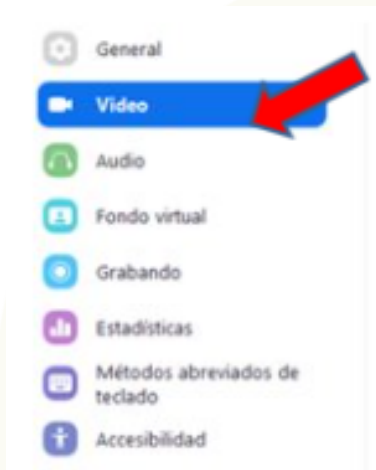 General
Video
Audio
Fondo virtual
Grabando
Estadísticas
Métodos abreviados de
teclado
Accesibilidad